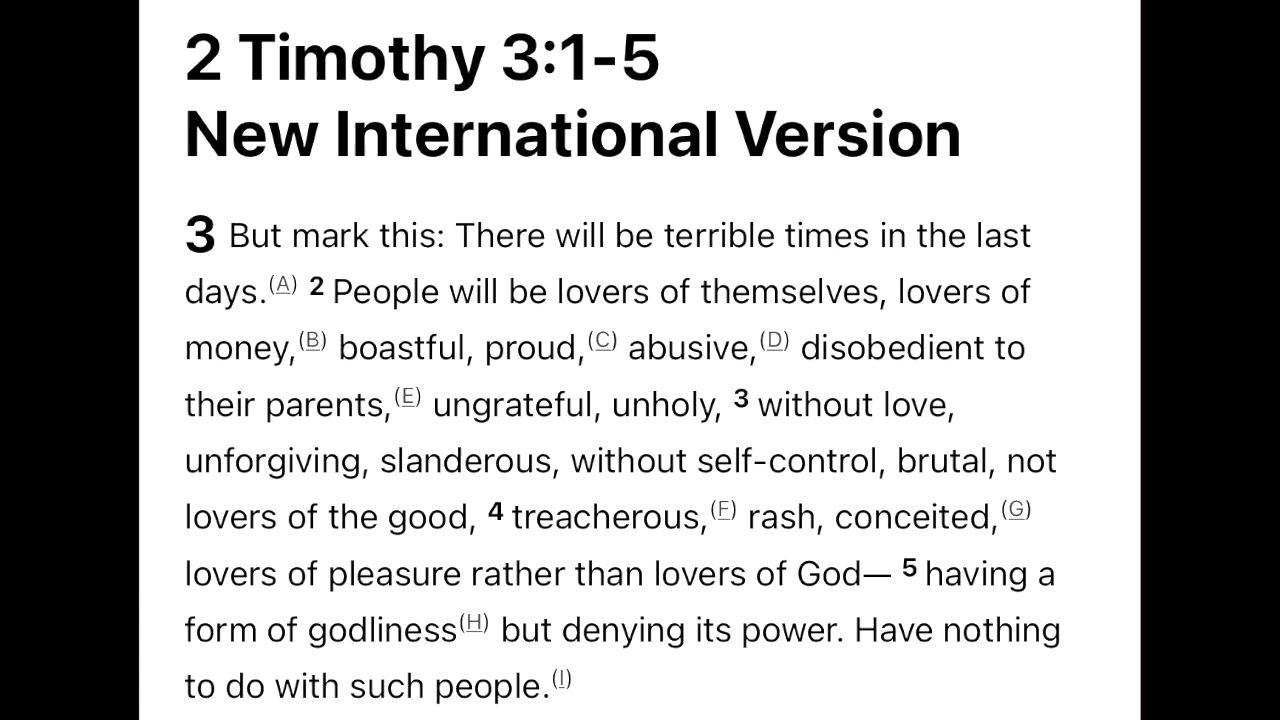 2 Timothy 3:1-5
New International Version
3 But mark this: There will be terrible times in the last
days.(A) 2 People will be lovers of themselves, lovers of
money,(B) boastful, proud,(C) abusive,(D) disobedient to
their parents,(E) ungrateful, unholy, 3 without love,
unforgiving, slanderous, without self-control, brutal, not
lovers of the good, 4 treacherous,(F) rash, conceited,(G)
lovers of pleasure rather than lovers of God— 5 having a
form of godliness(H) but denying its power. Have nothing
to do with such people.(I)